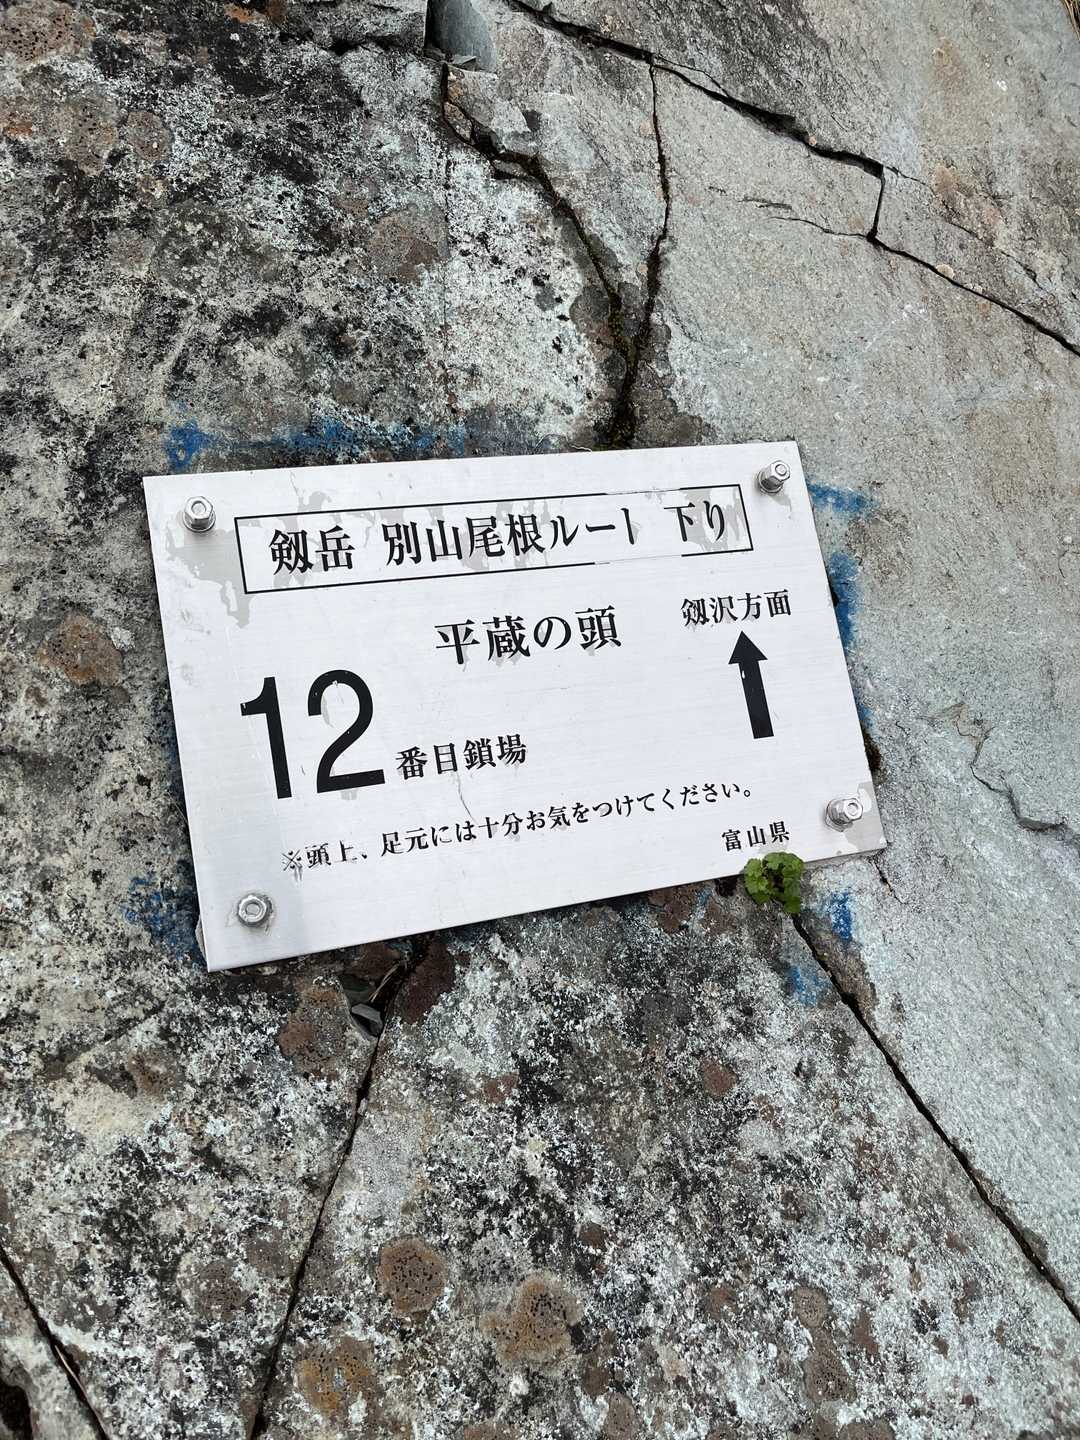 剱岳 別山尾根ルート 下り
平蔵の頭
剱沢方面
12番目鎖場
※頭上、足元には十分お気をつけてください。
富山県